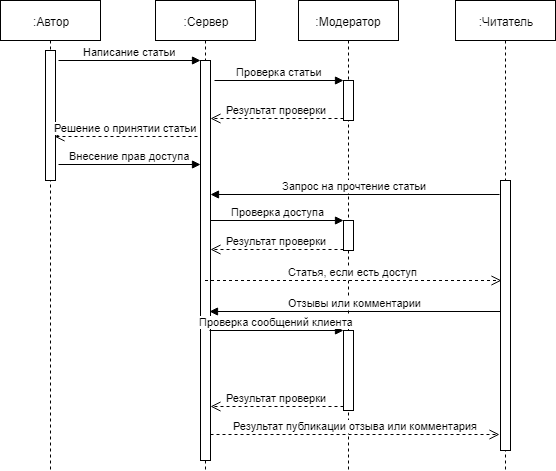 :Автор
:Сервер
:Модератор
:Читатель
Написание статьи
Проверка статьи
Результат проверки
Решение о принятии статьи
Внесение прав доступа
Запрос на прочтение статьи
Проверка доступа
Результат проверки
Статья, если есть доступ
Отзывы или комментарии
Проверка сообщений клиента
Результат проверки
Результат публикации отзыва или комментария